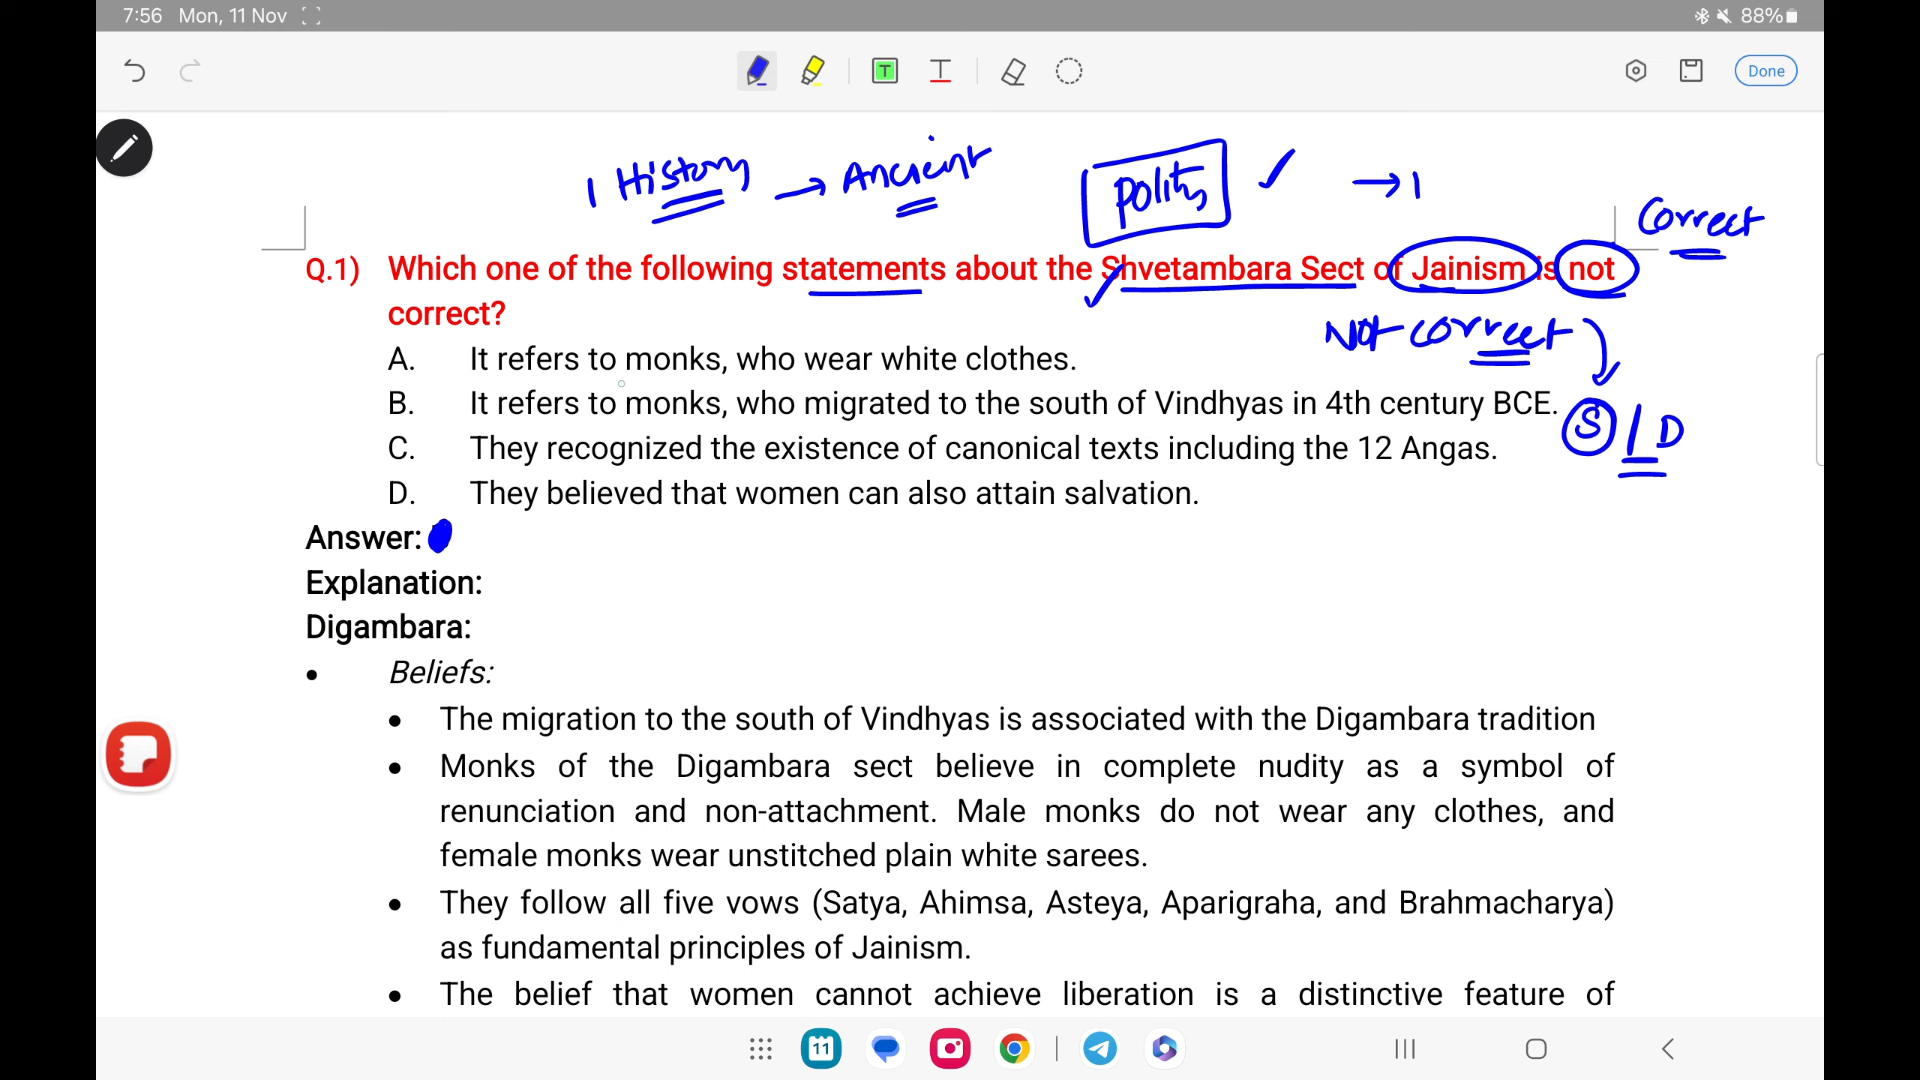 7:56 Mon, 11 Nov
88%
Done
1 History → Ancient
Polity ✓ → 1
Correct
Q.1) Which one of the following statements about the Shvetambara Sect of Jainism is not
correct?
Not correct
A. It refers to monks, who wear white clothes.
B. It refers to monks, who migrated to the south of Vindhyas in 4th century BCE.
S / D
C. They recognized the existence of canonical texts including the 12 Angas.
D. They believed that women can also attain salvation.
Answer:
Explanation:
Digambara:
• Beliefs:
• The migration to the south of Vindhyas is associated with the Digambara tradition
• Monks of the Digambara sect believe in complete nudity as a symbol of
renunciation and non-attachment. Male monks do not wear any clothes, and
female monks wear unstitched plain white sarees.
• They follow all five vows (Satya, Ahimsa, Asteya, Aparigraha, and Brahmacharya)
as fundamental principles of Jainism.
• The belief that women cannot achieve liberation is a distinctive feature of
11